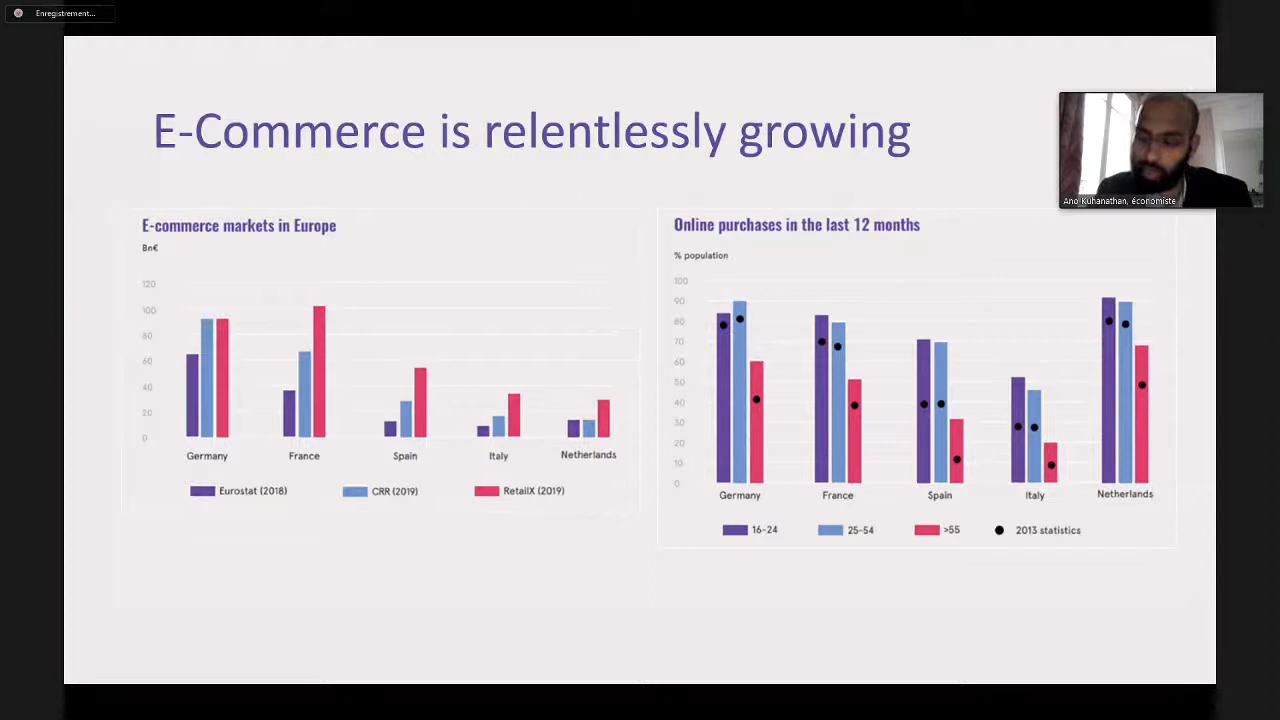 Enregistrement...
E-Commerce is relentlessly growing
Ano Kuhanathan, économiste
E-commerce markets in Europe
Bn€
120
100
80
60
40
20
0
Germany
France
Spain
Italy
Netherlands
Eurostat (2018)
CRR (2019)
RetailX (2019)
Online purchases in the last 12 months
% population
100
90
80
70
60
50
40
30
20
10
0
Germany
France
Spain
Italy
Netherlands
16-24
25-54
>55
2013 statistics